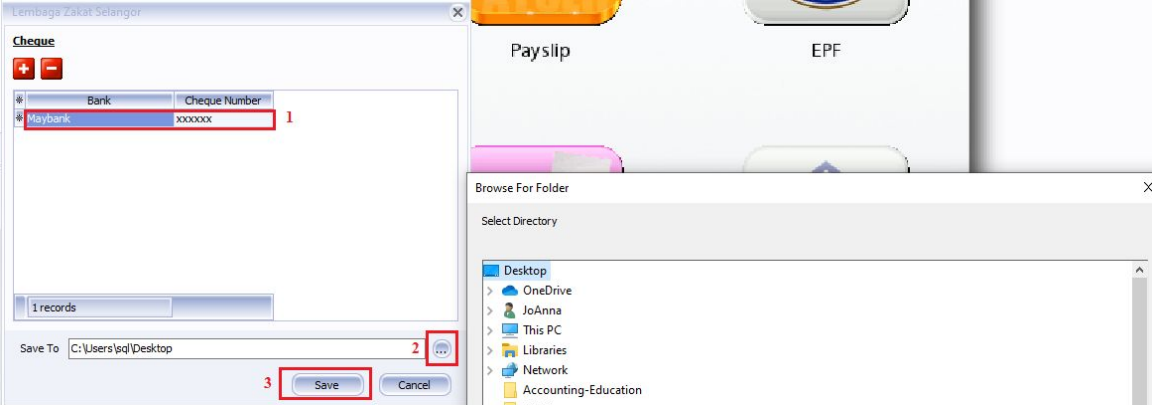 Lembaga Zakat Selangor
Cheque
Bank Cheque Number
Maybank xxxxxx 1
1 records
Save To C:\Users\sql\Desktop ... 2
3 Save Cancel
Payslip EPF
Browse For Folder
Select Directory
Desktop
OneDrive
JoAnna
This PC
Libraries
Network
Accounting-Education